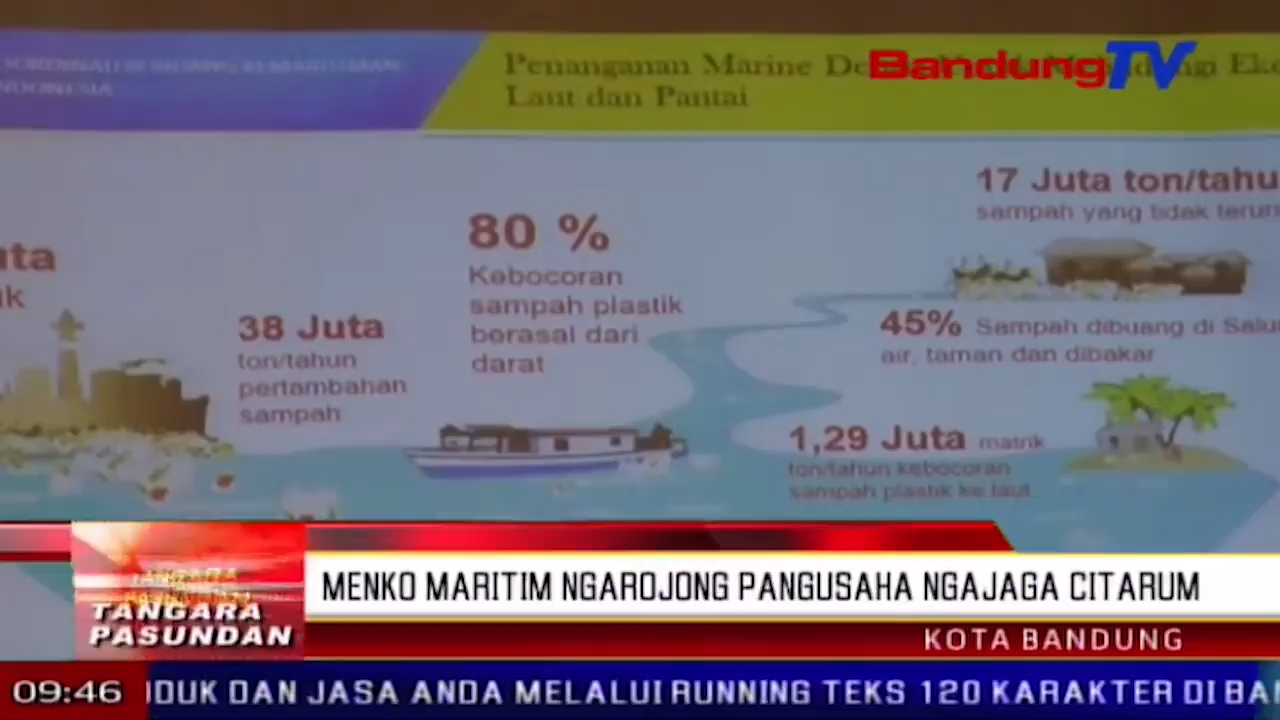 BandungTV
Penanganan Marine
Laut dan Pantai
17 Juta ton/tahu
sampah yang tidak
80 %
Kebocoran
sampah plastik
berasal dari
darat
38 Juta
ton/tahun
pertambahan
sampah
45% Sampah dibuang di Salu
air, taman dan dibakar
1,29 Juta matrik
ton/tahun kebocoran
sampah plastik ke laut
TANGARA
PASUNDAN
MENKO MARITIM NGAROJONG PANGUSAHA NGAJAGA CITARUM
KOTA BANDUNG
09:46
DUK DAN JASA ANDA MELALUI RUNNING TEKS 120 KARAKTER DI BA